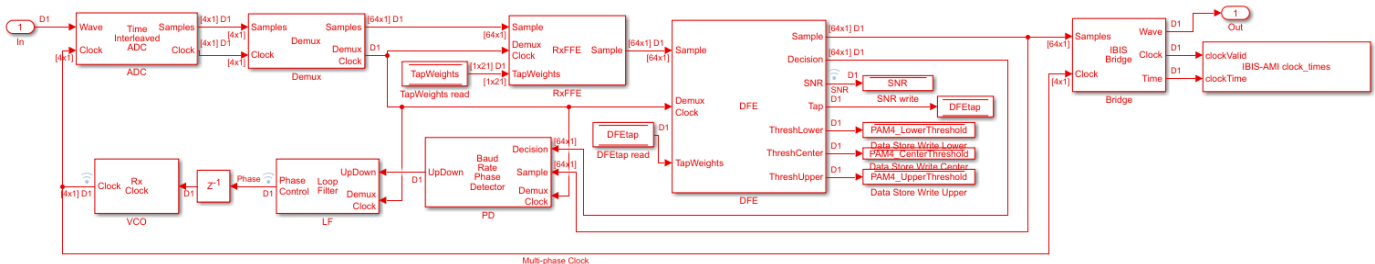 1
In
D1
Wave
Clock
Time
Interleaved
ADC
Samples
Clock
ADC
[4x1]
[4x1] D1
[4x1]
[4x1] D1
[4x1]
Samples
Clock
Demux
Samples
Demux
Clock
Demux
[64x1] D1
D1
[64x1]
Sample
Demux
Clock
TapWeights
RxFFE
Sample
RxFFE
TapWeights
TapWeights read
[1x21] D1
[1x21]
[64x1] D1
[64x1]
Sample
Demux
Clock
TapWeights
DFE
Sample
Decision
SNR
Tap
ThreshLower
ThreshCenter
ThreshUpper
DFE
DFEtap
DFEtap read
D1
[64x1] D1
[64x1] D1
D1
SNR
SNR
SNR write
D1
DFEtap
D1
PAM4_LowerThreshold
Data Store Write Lower
D1
PAM4_CenterThreshold
Data Store Write Center
D1
PAM4_UpperThreshold
Data Store Write Upper
[64x1]
Samples
Clock
[4x1]
IBIS
Bridge
Wave
Clock
Time
Bridge
D1
D1
D1
1
Out
clockValid
IBIS-AMI clock_times
clockTime
Clock
Rx
Clock
VCO
[4x1] D1
D1
z-1
Phase
D1
Phase
Control
Loop
Filter
UpDown
Demux
Clock
LF
D1
UpDown
Baud
Rate
Phase
Detector
Decision
Sample
Demux
Clock
PD
[64x1]
[64x1]
Multi-phase Clock